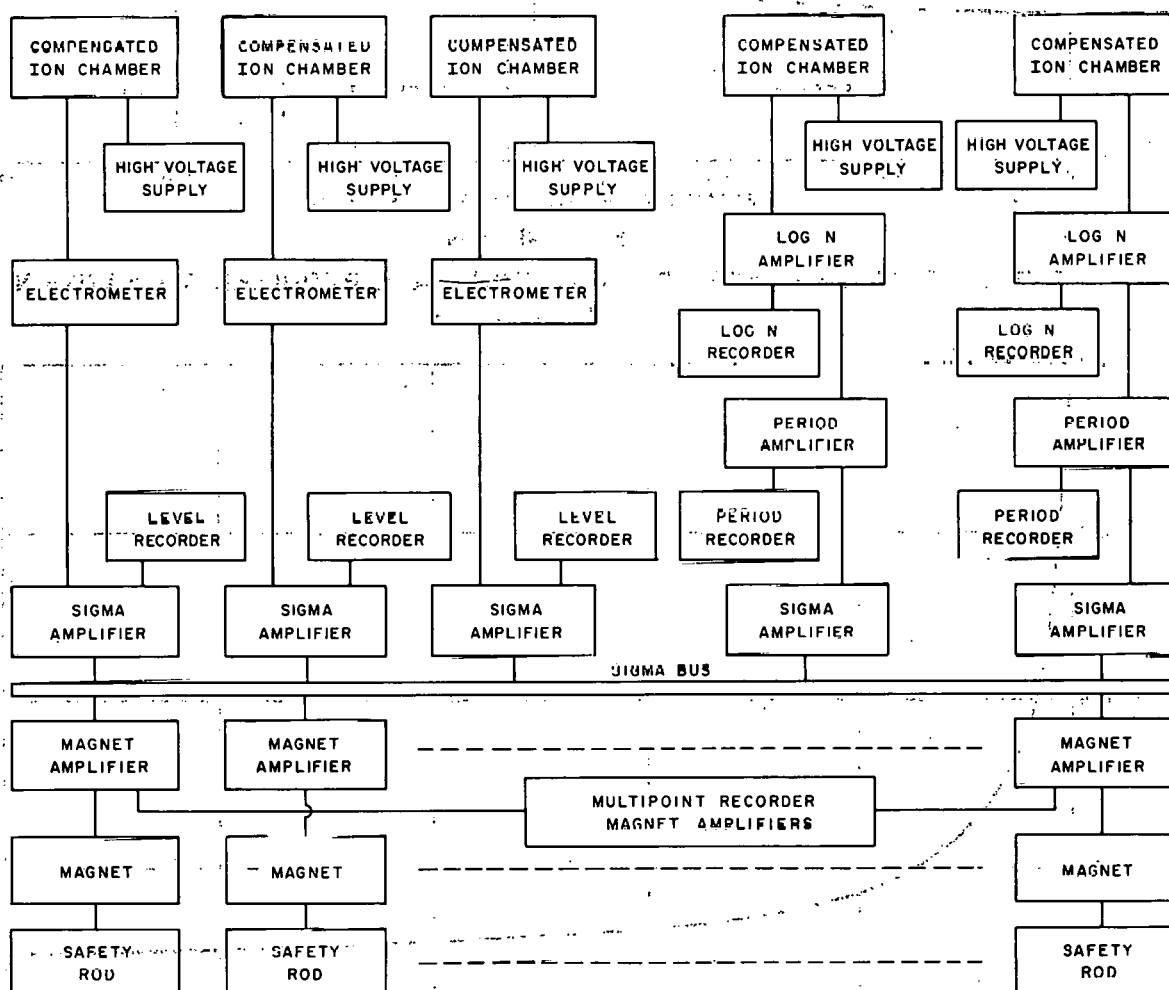 COMPENSATED
ION CHAMBER
COMPENSATED
ION CHAMBER
COMPENSATED
ION CHAMBER
COMPENSATED
ION CHAMBER
COMPENSATED
ION CHAMBER
HIGH VOLTAGE
SUPPLY
HIGH VOLTAGE
SUPPLY
HIGH VOLTAGE
SUPPLY
HIGH VOLTAGE
SUPPLY
HIGH VOLTAGE
SUPPLY
LOG N
AMPLIFIER
LOG N
AMPLIFIER
ELECTROMETER
ELECTROMETER
ELECTROMETER
LOG N
RECORDER
LOG N
RECORDER
PERIOD
AMPLIFIER
PERIOD
AMPLIFIER
LEVEL
RECORDER
LEVEL
RECORDER
LEVEL
RECORDER
PERIOD
RECORDER
PERIOD
RECORDER
SIGMA
AMPLIFIER
SIGMA
AMPLIFIER
SIGMA
AMPLIFIER
SIGMA
AMPLIFIER
SIGMA
AMPLIFIER
SIGMA BUS
MAGNET
AMPLIFIER
MAGNET
AMPLIFIER
MAGNET
AMPLIFIER
MULTIPOINT RECORDER
MAGNET AMPLIFIERS
MAGNET
MAGNET
MAGNET
SAFETY
ROD
SAFETY
ROD
SAFETY
ROD